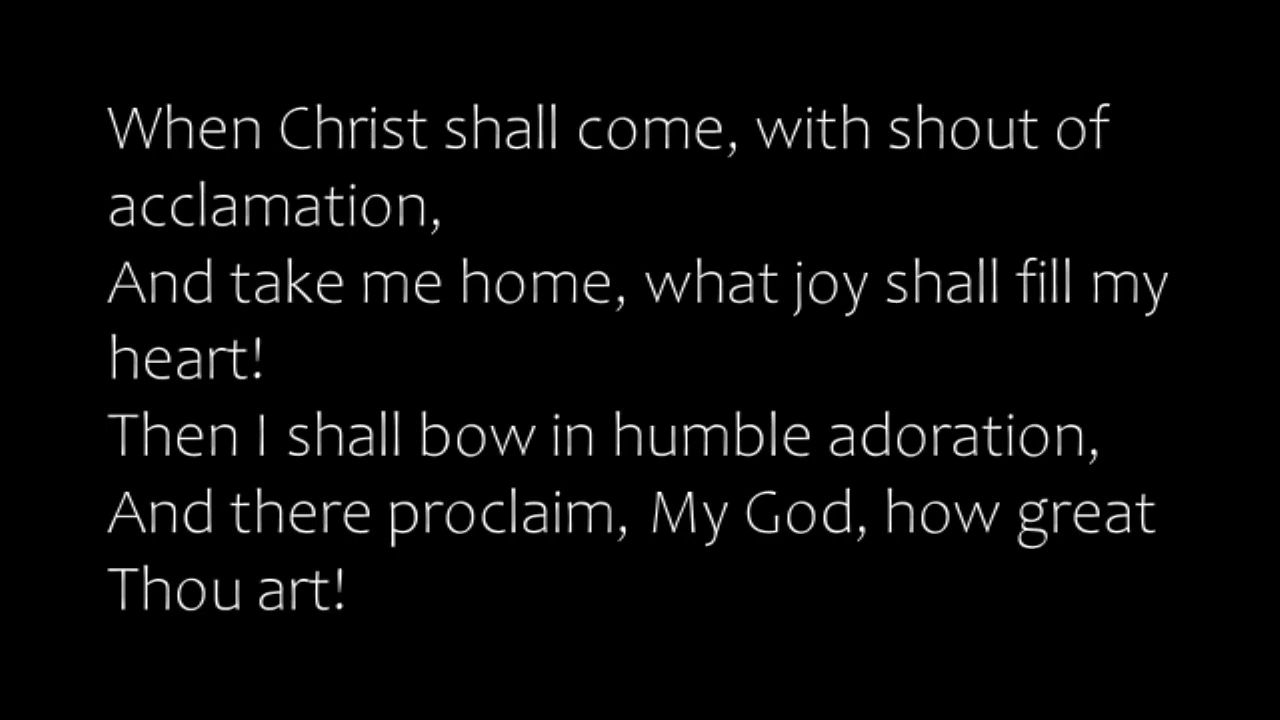 When Christ shall come, with shout of
acclamation,
And take me home, what joy shall fill my
heart!
Then I shall bow in humble adoration,
And there proclaim, My God, how great
Thou art!